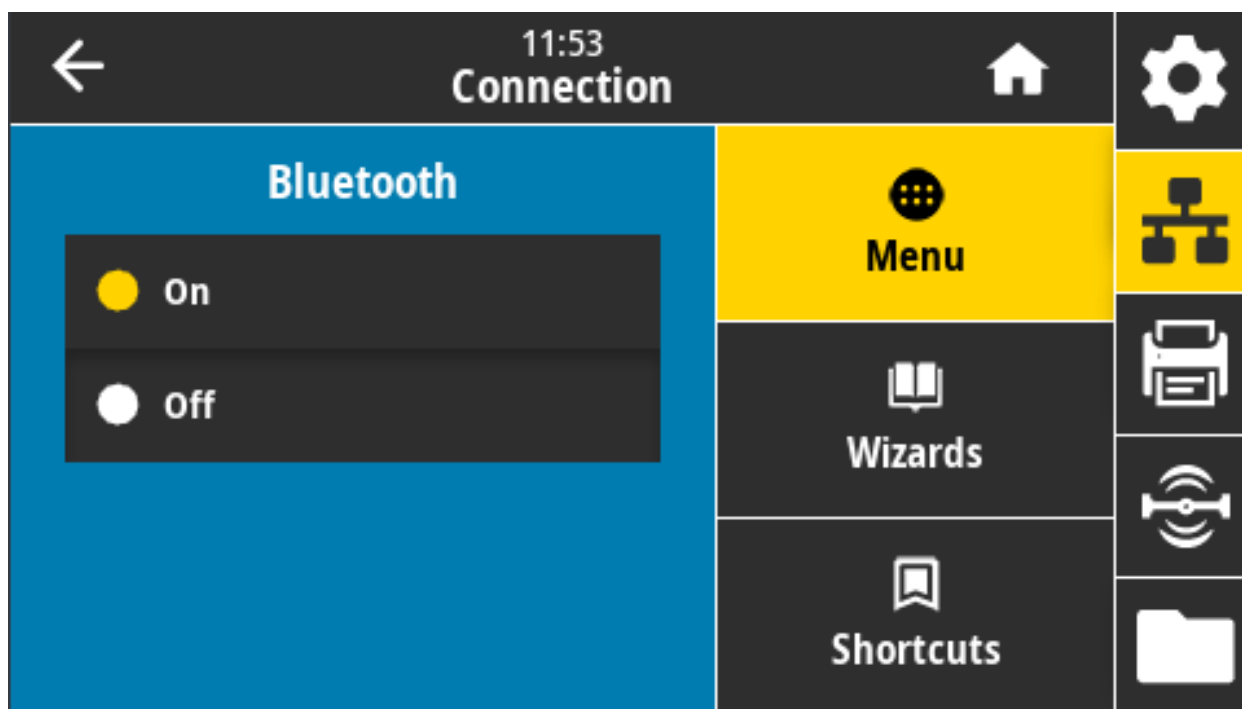 11:53
Connection
Bluetooth
On
Off
Menu
Wizards
Shortcuts